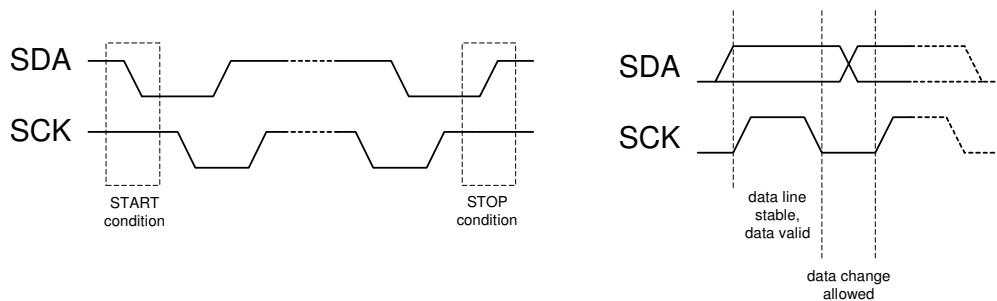 SDA
SCK
START
condition
STOP
condition
SDA
SCK
data line
stable,
data valid
data change
allowed